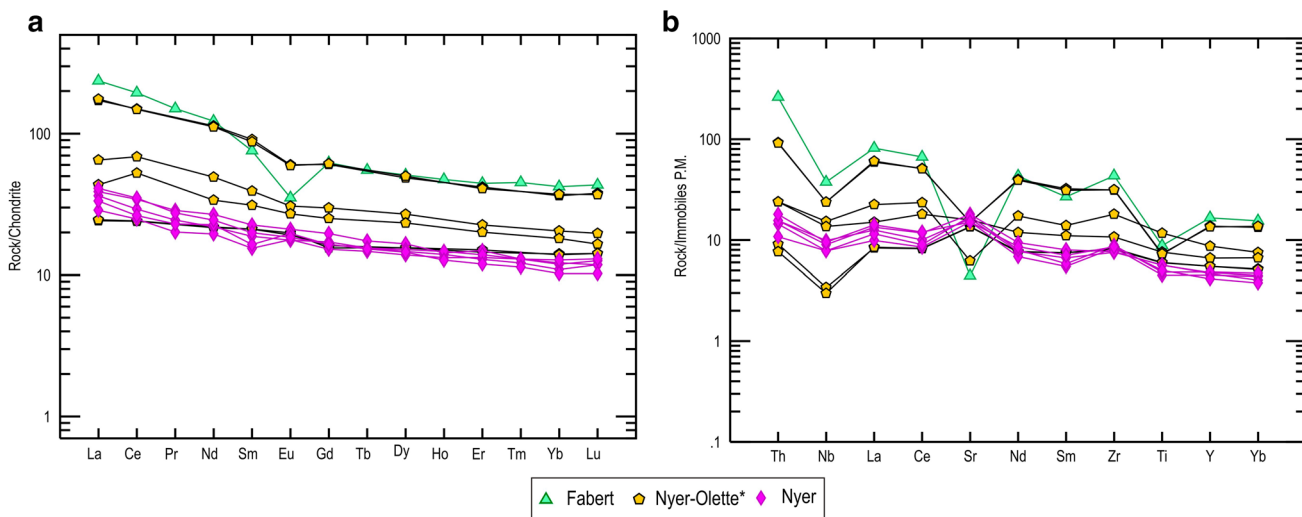 a
Rock/Chondrite
100
10
1
La Ce Pr Nd Sm Eu Gd Tb Dy Ho Er Tm Yb Lu
b
Rock/Immobiles P.M.
1000
100
10
1
.1
Th Nb La Ce Sr Nd Sm Zr Ti Y Yb
Fabert Nyer-Olette* Nyer